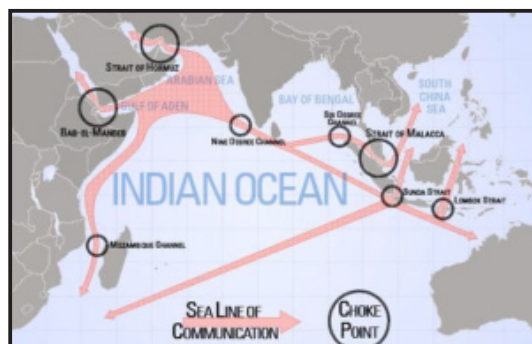 STRAIT OF HORMUZ
ARABIAN SEA
GULF OF ADEN
BAB-EL-MANDEB
BAY OF BENGAL
SOUTH
CHINA
SEA
SIX DEGREE
CHANNEL
NINE DEGREE CHANNEL
STRAIT OF MALACCA
INDIAN OCEAN
SUNDA STRAIT
LOMBOK STRAIT
MOZAMBIQUE CHANNEL
SEA LINE OF
COMMUNICATION
CHOKE
POINT